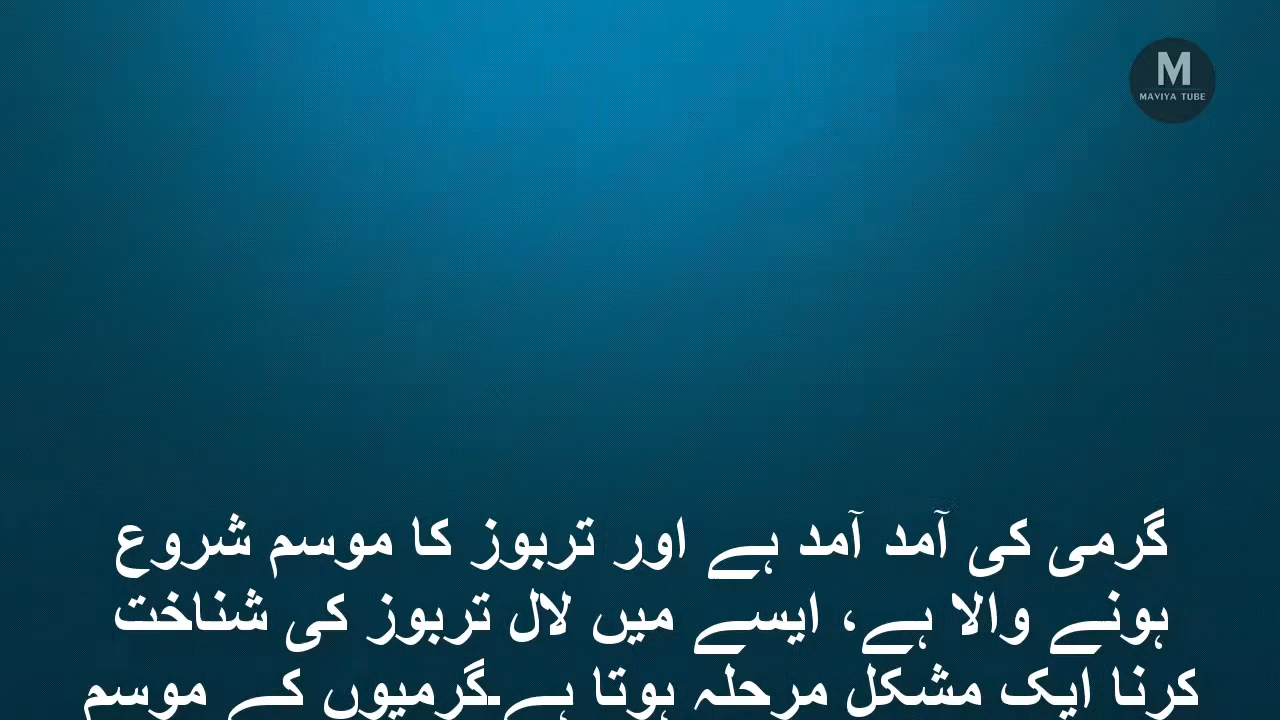 M
MAVIYA TUBE
گرمی کی آمد آمد ہے اور تربوز کا موسم شروع
ہونے والا ہے، ایسے میں لال تربوز کی شناخت
کرنا ایک مشکل مرحلہ ہوتا ہے۔گرمیوں کے موسم